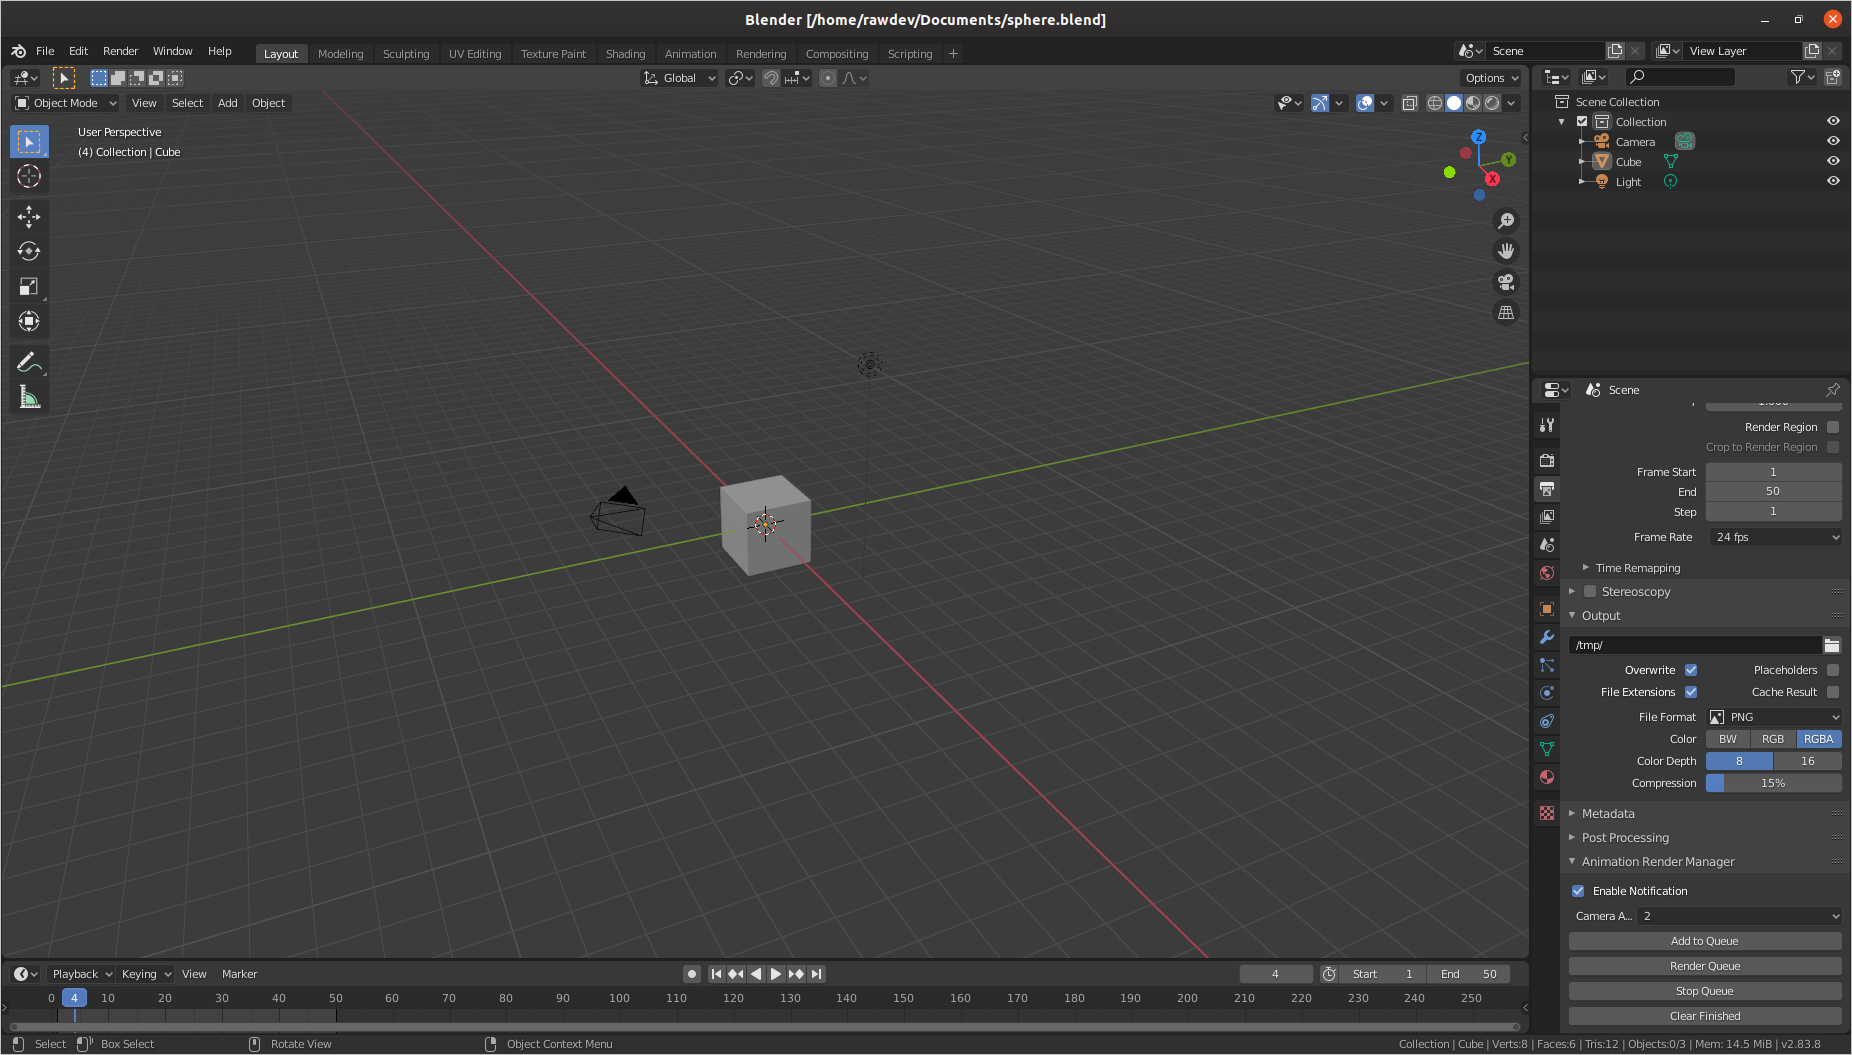 Blender [/home/rawdev/Documents/sphere.blend]
File Edit Render Window Help Layout Modeling Sculpting UV Editing Texture Paint Shading Animation Rendering Compositing Scripting + Scene View Layer
Global Options
Object Mode View Select Add Object
User Perspective
(4) Collection | Cube
Z
Y
X
Scene Collection
Collection
Camera
Cube
Light
Scene
Render Region
Crop to Render Region
Frame Start 1
End 50
Step 1
Frame Rate 24 fps
Time Remapping
Stereoscopy
Output
/tmp/
Overwrite Placeholders
File Extensions Cache Result
File Format PNG
Color BW RGB RGBA
Color Depth 8 16
Compression 15%
Metadata
Post Processing
Animation Render Manager
Enable Notification
Camera A... 2
Add to Queue
Render Queue
Stop Queue
Clear Finished
Playback Keying View Marker 4 Start 1 End 50
0 4 10 20 30 40 50 60 70 80 90 100 110 120 130 140 150 160 170 180 190 200 210 220 230 240 250
Select Box Select Rotate View Object Context Menu Collection | Cube | Verts:8 | Faces:6 | Tris:12 | Objects:0/3 | Mem: 14.5 MiB | v2.83.8